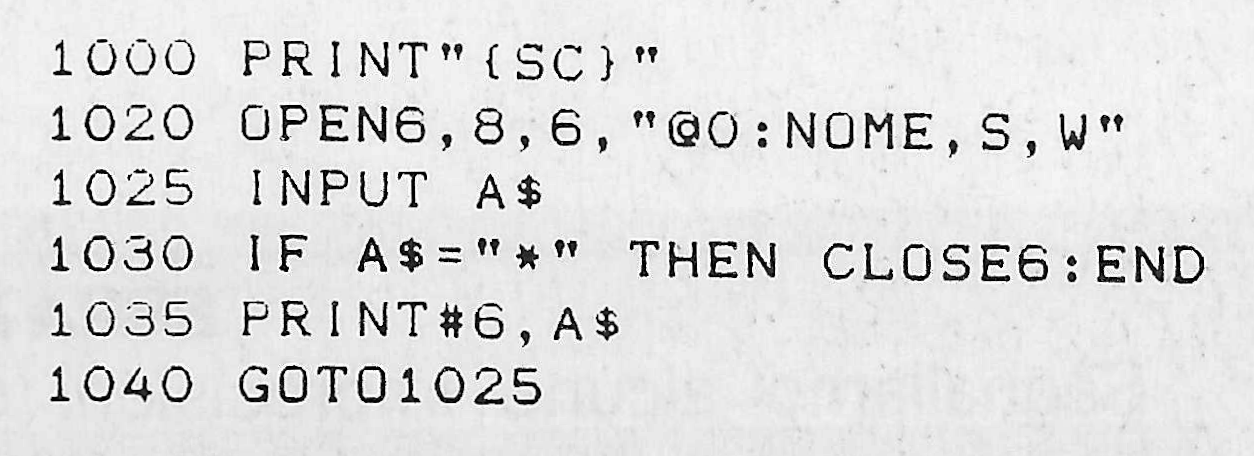 1000 PRINT"{SC}"
1020 OPEN6,8,6,"@0:NOME,S,W"
1025 INPUT A$
1030 IF A$="*" THEN CLOSE6:END
1035 PRINT#6,A$
1040 GOTO1025